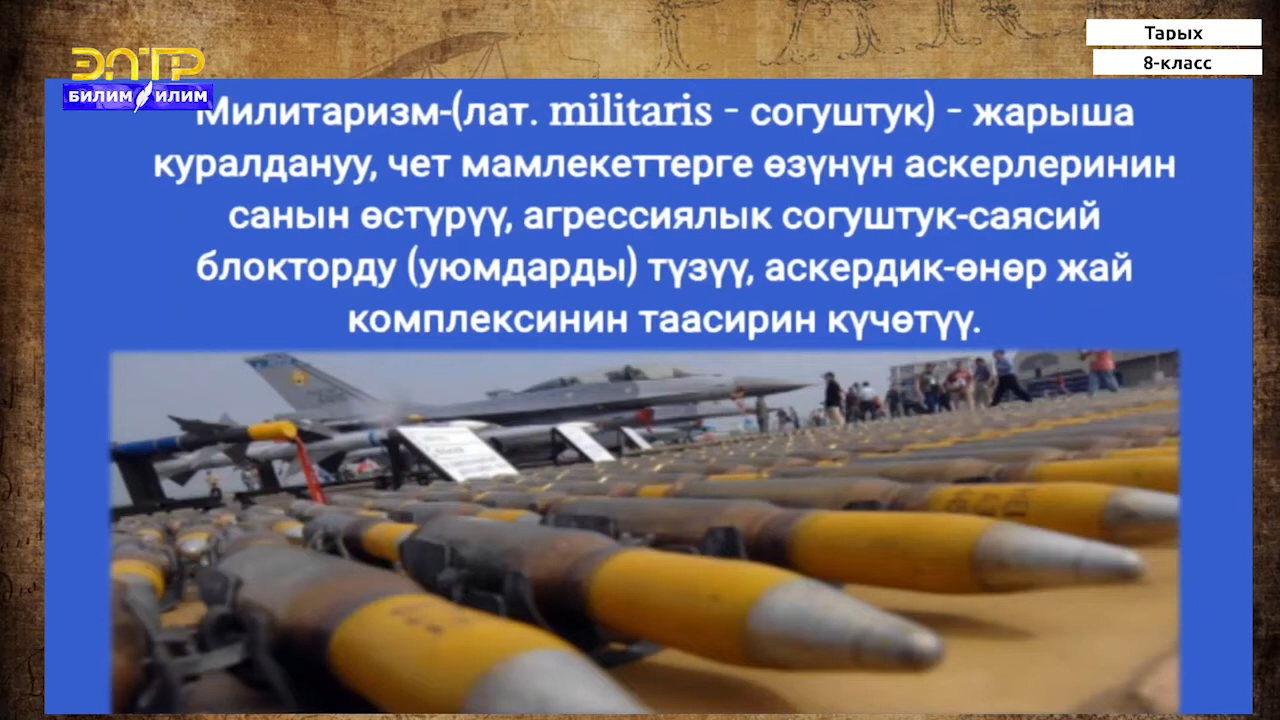 Тарых
8-класс
ЭЛТР
БИЛИМ ИЛИМ
Милитаризм-(лат. militaris - согуштук) - жарыша
куралдануу, чет мамлекеттерге өзүнүн аскерлеринин
санын өстүрүү, агрессиялык согуштук-саясий
блокторду (уюмдарды) түзүү, аскердик-өнөр жай
комплексинин таасирин күчөтүү.